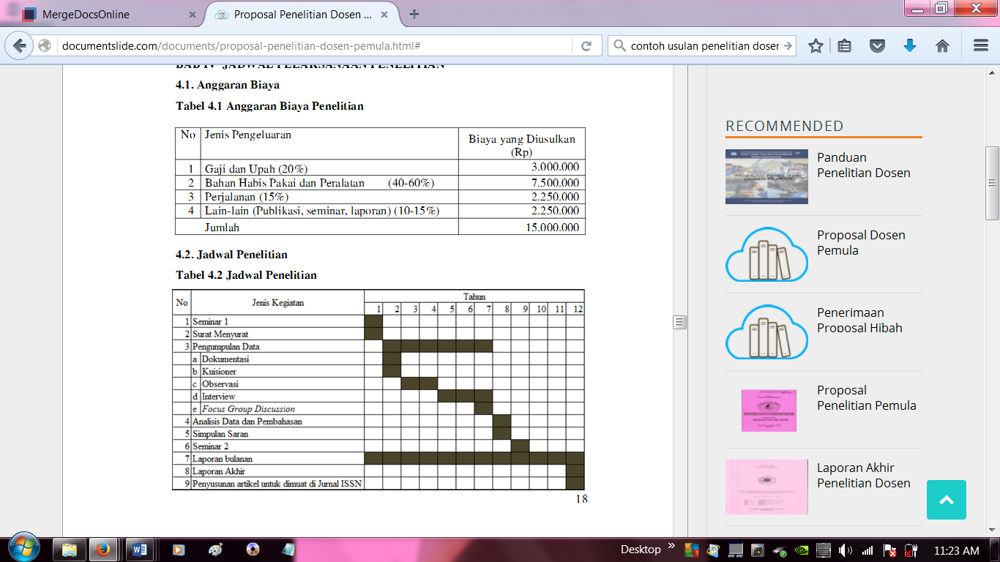 MergeDocsOnline
Proposal Penelitian Dosen ...
documentslide.com/documents/proposal-penelitian-dosen-pemula.html#
contoh usulan penelitian dosen
BAB IV JADWAL PELAKSANAAN PENELITIAN
4.1. Anggaran Biaya
Tabel 4.1 Anggaran Biaya Penelitian
No Jenis Pengeluaran Biaya yang Diusulkan
(Rp)
1 Gaji dan Upah (20%) 3.000.000
2 Bahan Habis Pakai dan Peralatan (40-60%) 7.500.000
3 Perjalanan (15%) 2.250.000
4 Lain-lain (Publikasi, seminar, laporan) (10-15%) 2.250.000
Jumlah 15.000.000
4.2. Jadwal Penelitian
Tabel 4.2 Jadwal Penelitian
No Jenis Kegiatan Tahun
1 2 3 4 5 6 7 8 9 10 11 12
1 Seminar 1
2 Surat Menyurat
3 Pengumpulan Data
a Dokumentasi
b Kuisioner
c Observasi
d Interview
e Focus Group Discussion
4 Analisis Data dan Pembahasan
5 Simpulan Saran
6 Seminar 2
7 Laporan bulanan
8 Laporan Akhir
9 Penyusunan artikel untuk dimuat di Jurnal ISSN
18
RECOMMENDED
PANDUAN PENELITIAN
DOSEN PEMULA
Panduan
Penelitian Dosen
Proposal Dosen
Pemula
Penerimaan
Proposal Hibah
Proposal
Penelitian Pemula
Laporan Akhir
Penelitian Dosen
Desktop
11:23 AM